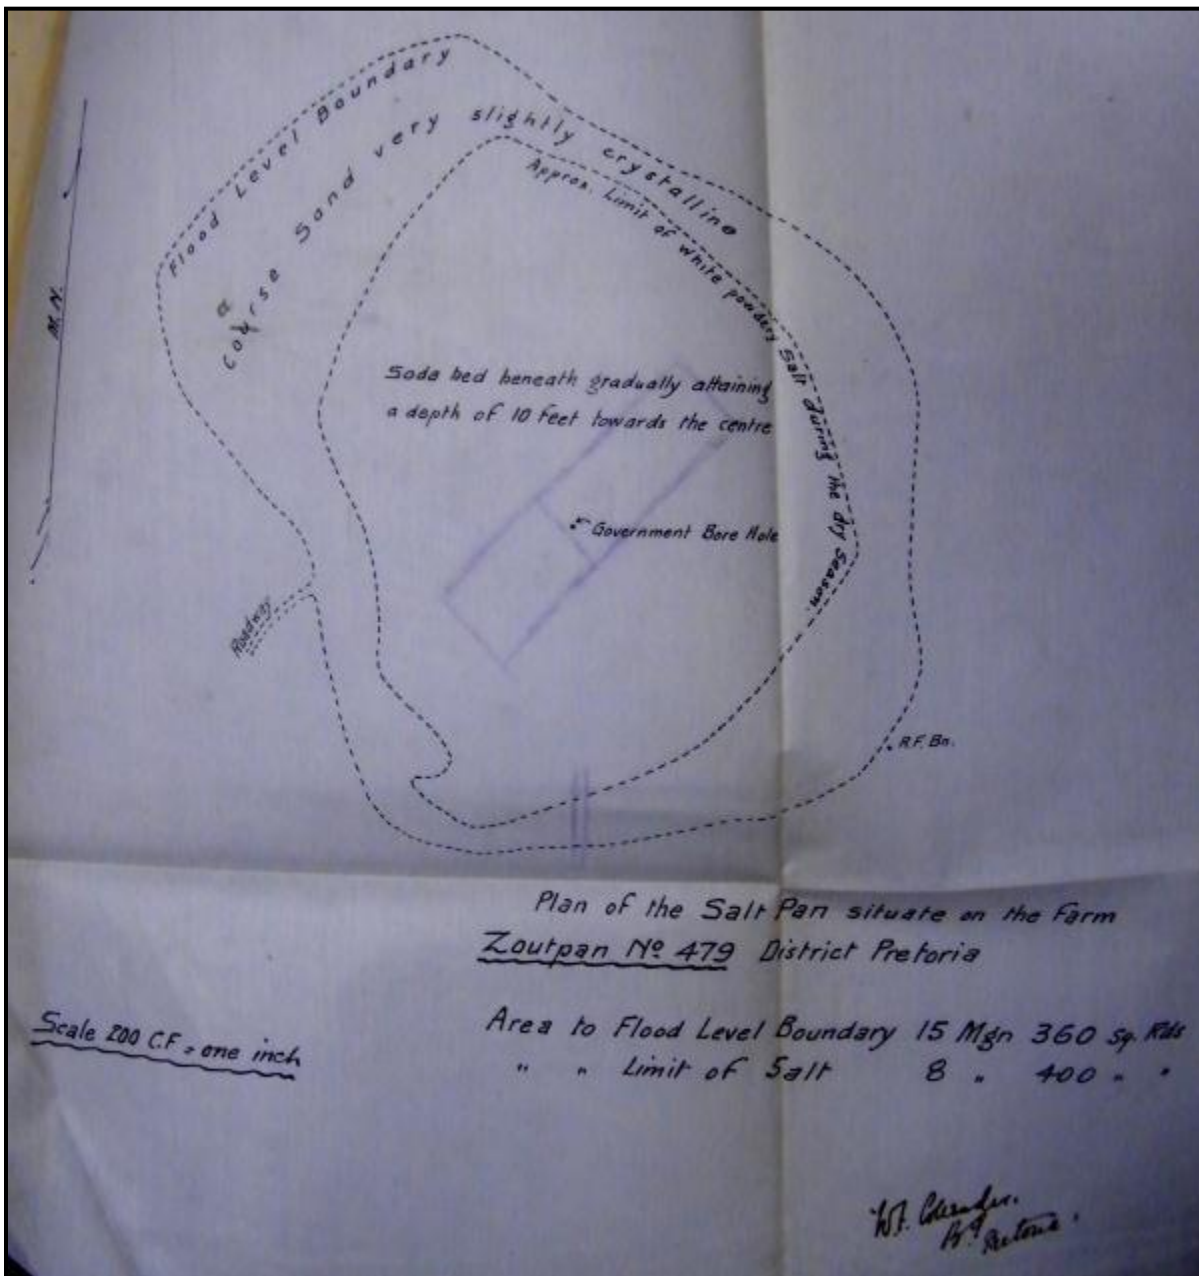 Flood Level Boundary
Coarse Sand very slightly crystalline
Approx. Limit of white powdery Salt during the dry Season.
M.N.
Soda bed beneath gradually attaining
a depth of 10 feet towards the centre
Government Bore Hole
Roadway
R.F. Bn.
Plan of the Salt Pan situate on the Farm
Zoutpan No 479 District Pretoria
Scale 200 C.F. = one inch
Area to Flood Level Boundary 15 Mgn 360 Sq. Rds
" " Limit of Salt 8 " 400 " "
Pretoria.